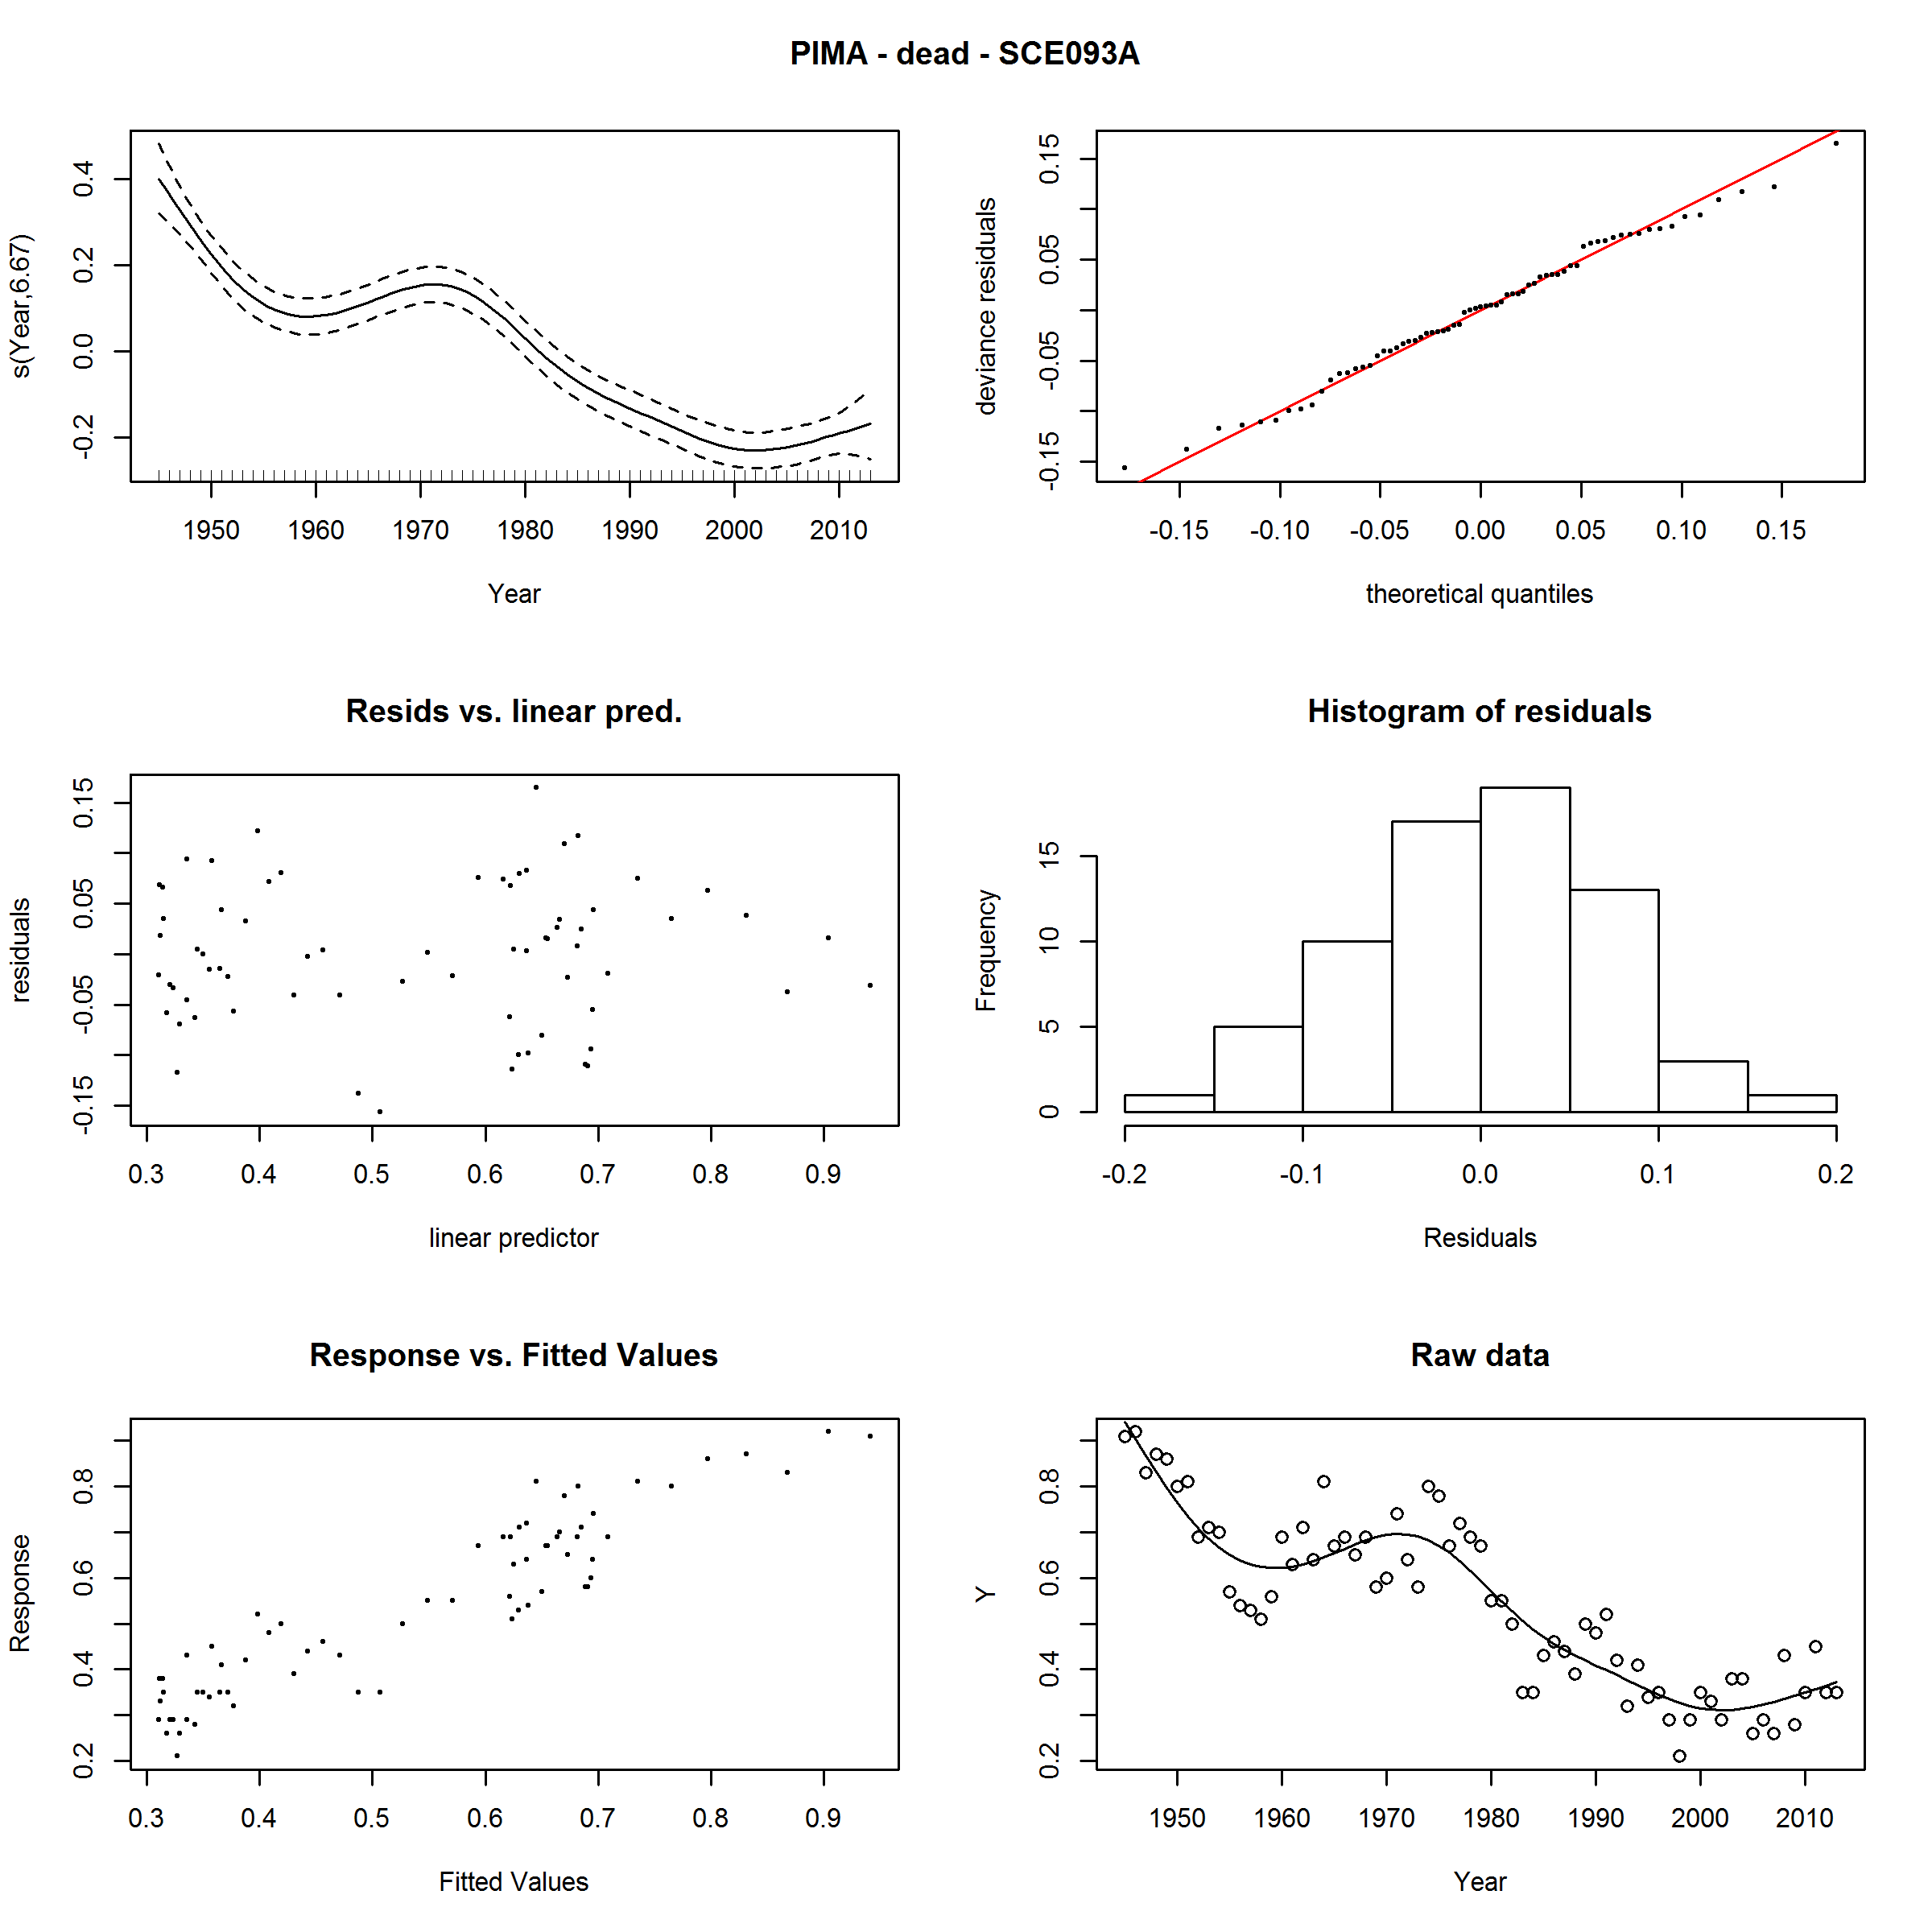 PIMA - dead - SCE093A
s(Year,6.67)
-0.2 0.0 0.2 0.4
1950 1960 1970 1980 1990 2000 2010
Year
deviance residuals
-0.15 -0.05 0.05 0.15
-0.15 -0.10 -0.05 0.00 0.05 0.10 0.15
theoretical quantiles
Resids vs. linear pred.
residuals
-0.15 -0.05 0.05 0.15
0.3 0.4 0.5 0.6 0.7 0.8 0.9
linear predictor
Histogram of residuals
Frequency
0 5 10 15
-0.2 -0.1 0.0 0.1 0.2
Residuals
Response vs. Fitted Values
Response
0.2 0.4 0.6 0.8
0.3 0.4 0.5 0.6 0.7 0.8 0.9
Fitted Values
Raw data
Y
0.2 0.4 0.6 0.8
1950 1960 1970 1980 1990 2000 2010
Year